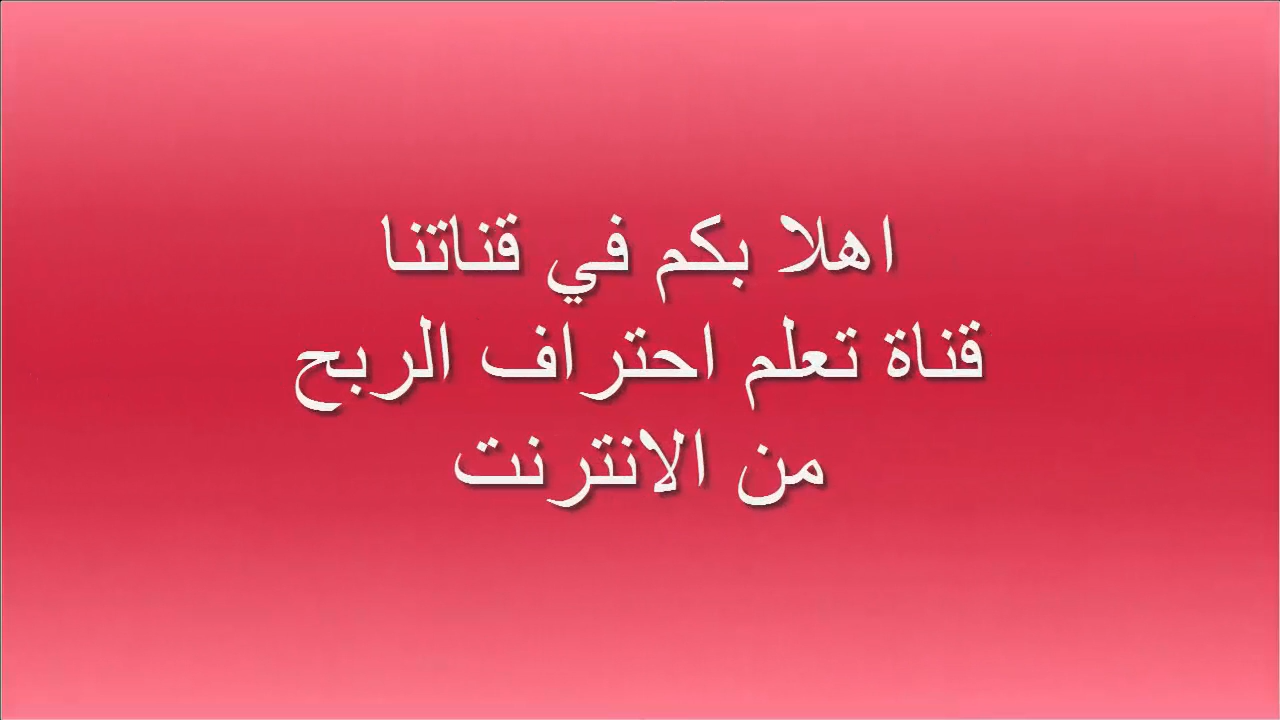 اهلا بكم في قناتنا
قناة تعلم احتراف الربح
من الانترنت